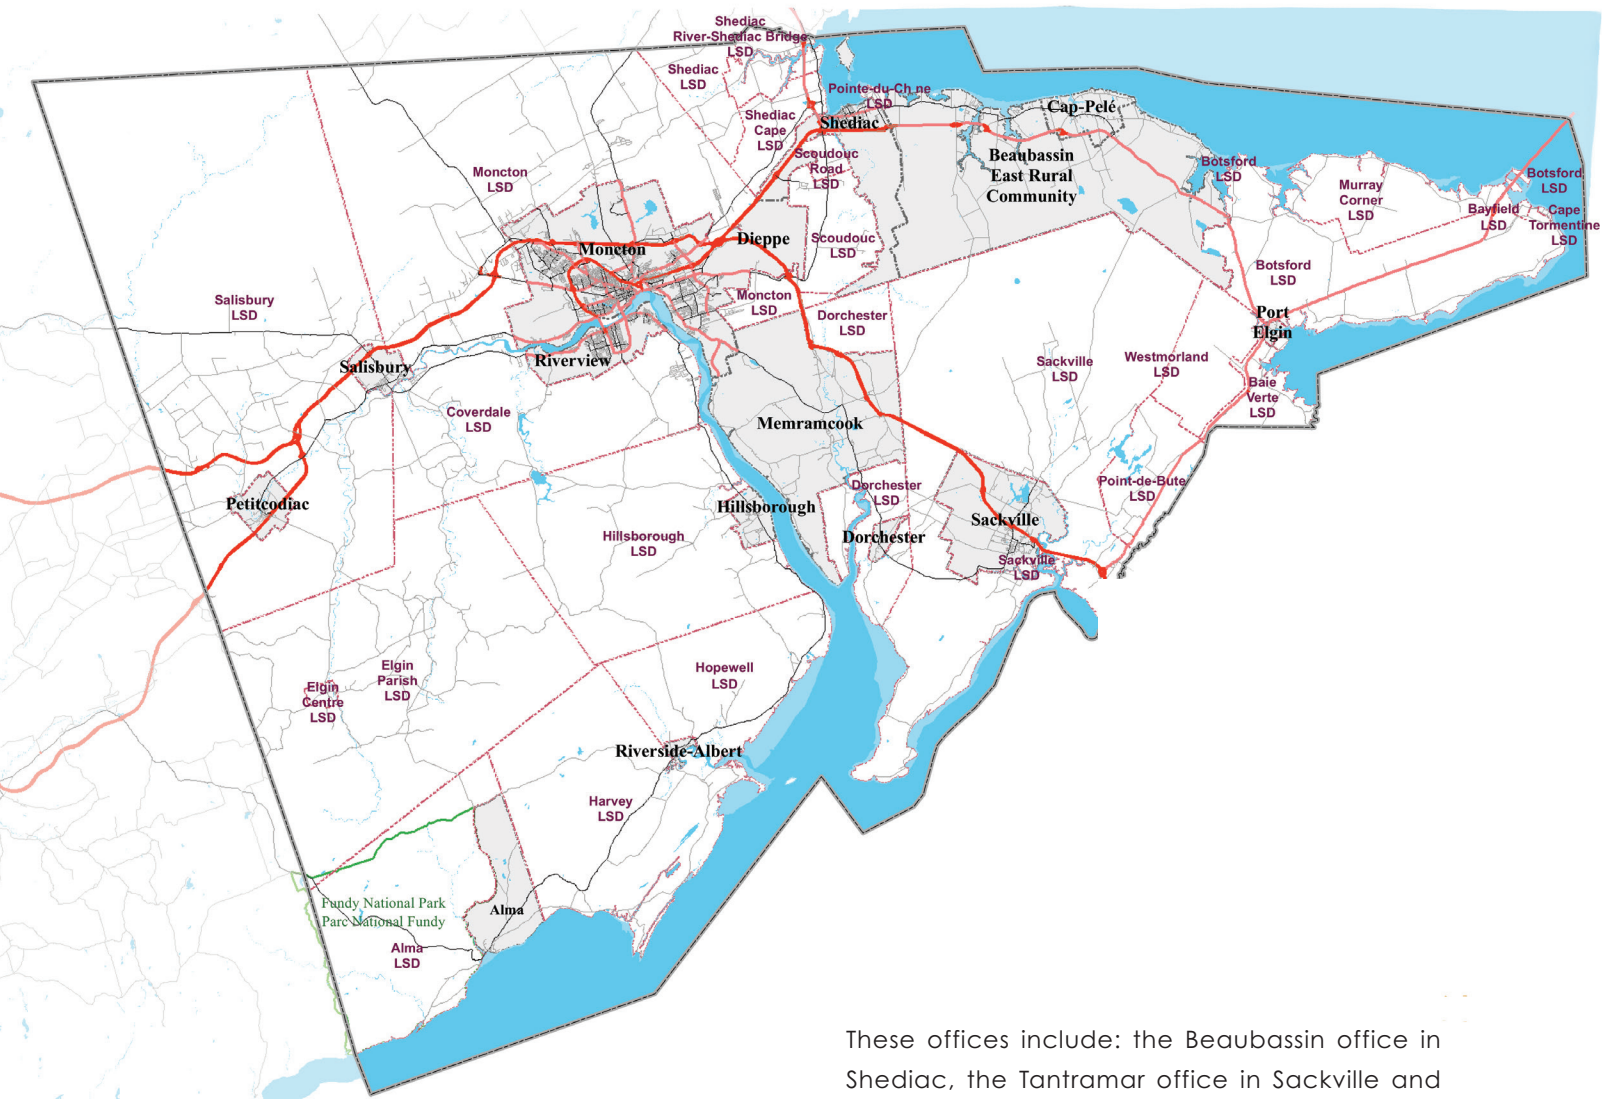 Shediac
River-Shediac Bridge
LSD
Shediac
LSD
Pointe-du-Ch ne
LSD
Cap-Pelé
Shediac
Cape
LSD
Shediac
Scoudouc
Road
LSD
Beaubassin
East Rural
Community
Botsford
LSD
Botsford
LSD
Murray
Corner
LSD
Bayfield
LSD
Cape
Tormentine
LSD
Moncton
LSD
Moncton
Dieppe
Scoudouc
LSD
Botsford
LSD
Salisbury
LSD
Moncton
LSD
Dorchester
LSD
Port
Elgin
Salisbury
Riverview
Sackville
LSD
Westmorland
LSD
Baie
Verte
LSD
Coverdale
LSD
Memramcook
Petitcodiac
Hillsborough
Dorchester
LSD
Point-de-Bute
LSD
Sackville
Hillsborough
LSD
Dorchester
Sackville
LSD
Elgin
Parish
LSD
Elgin
Centre
LSD
Hopewell
LSD
Riverside-Albert
Harvey
LSD
Fundy National Park
Parc National Fundy
Alma
Alma
LSD
These offices include: the Beaubassin office in
Shediac, the Tantramar office in Sackville and